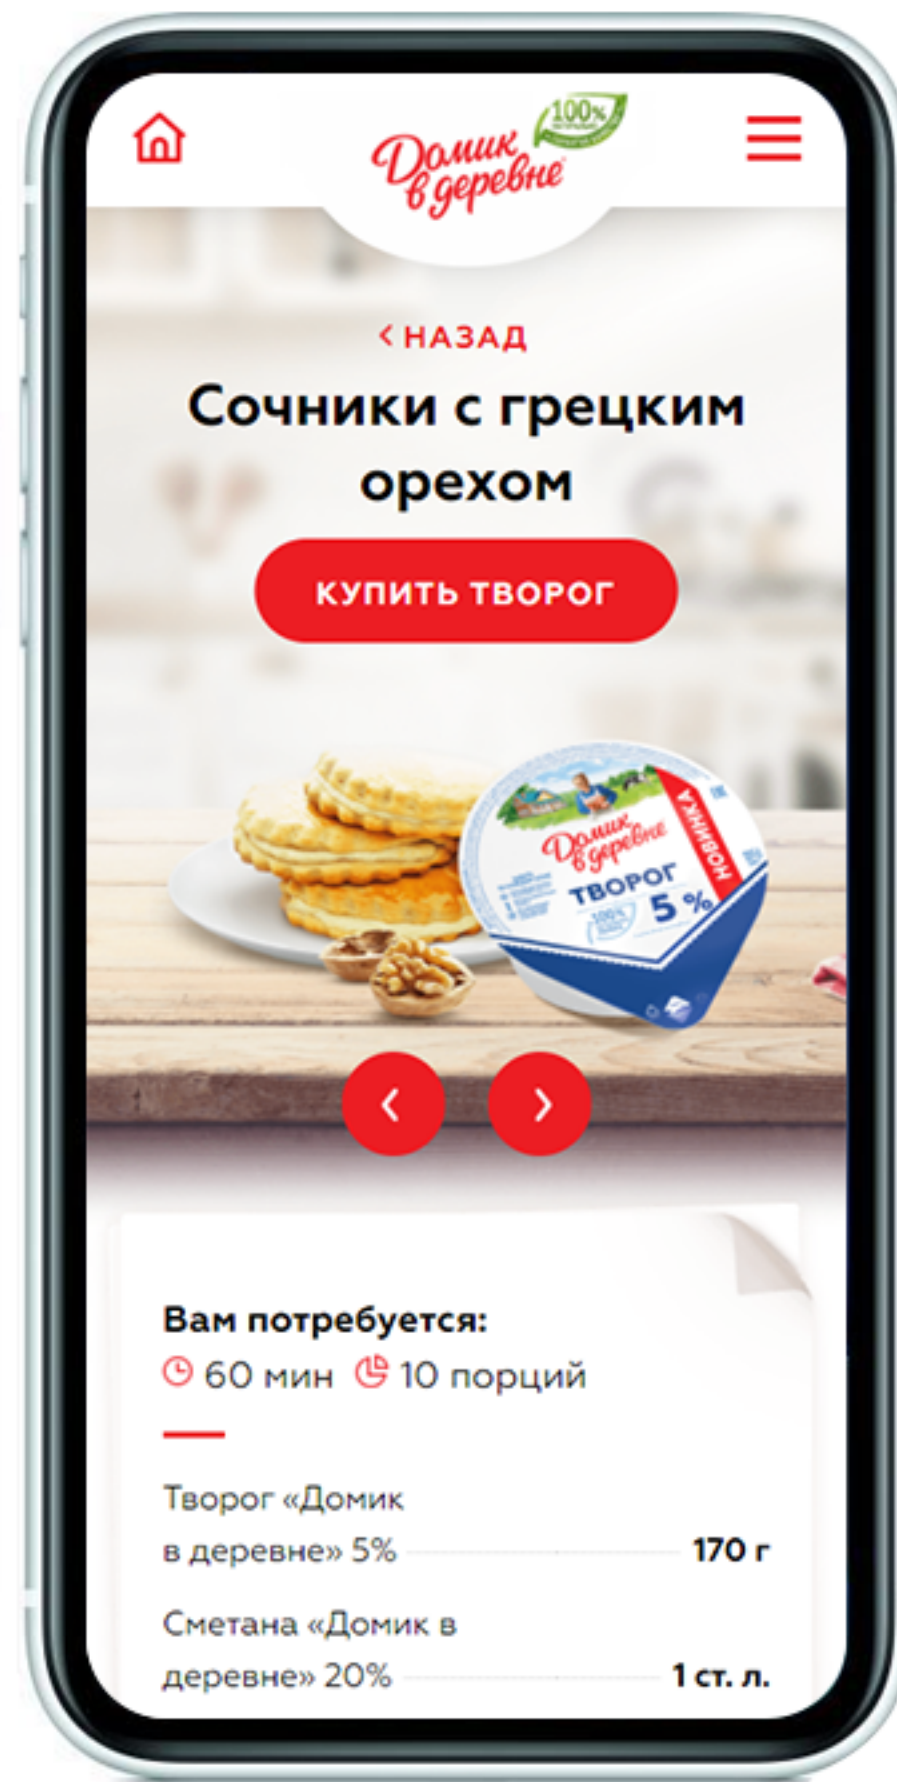 Домик
в деревне
100%
< НАЗАД
Сочники с грецким
орехом
КУПИТЬ ТВОРОГ
Домик
в деревне
НОВИНКА
ТВОРОГ
100%
5 %
Вам потребуется:
60 мин 10 порций
Творог «Домик
в деревне» 5% 170 г
Сметана «Домик в
деревне» 20% 1 ст. л.